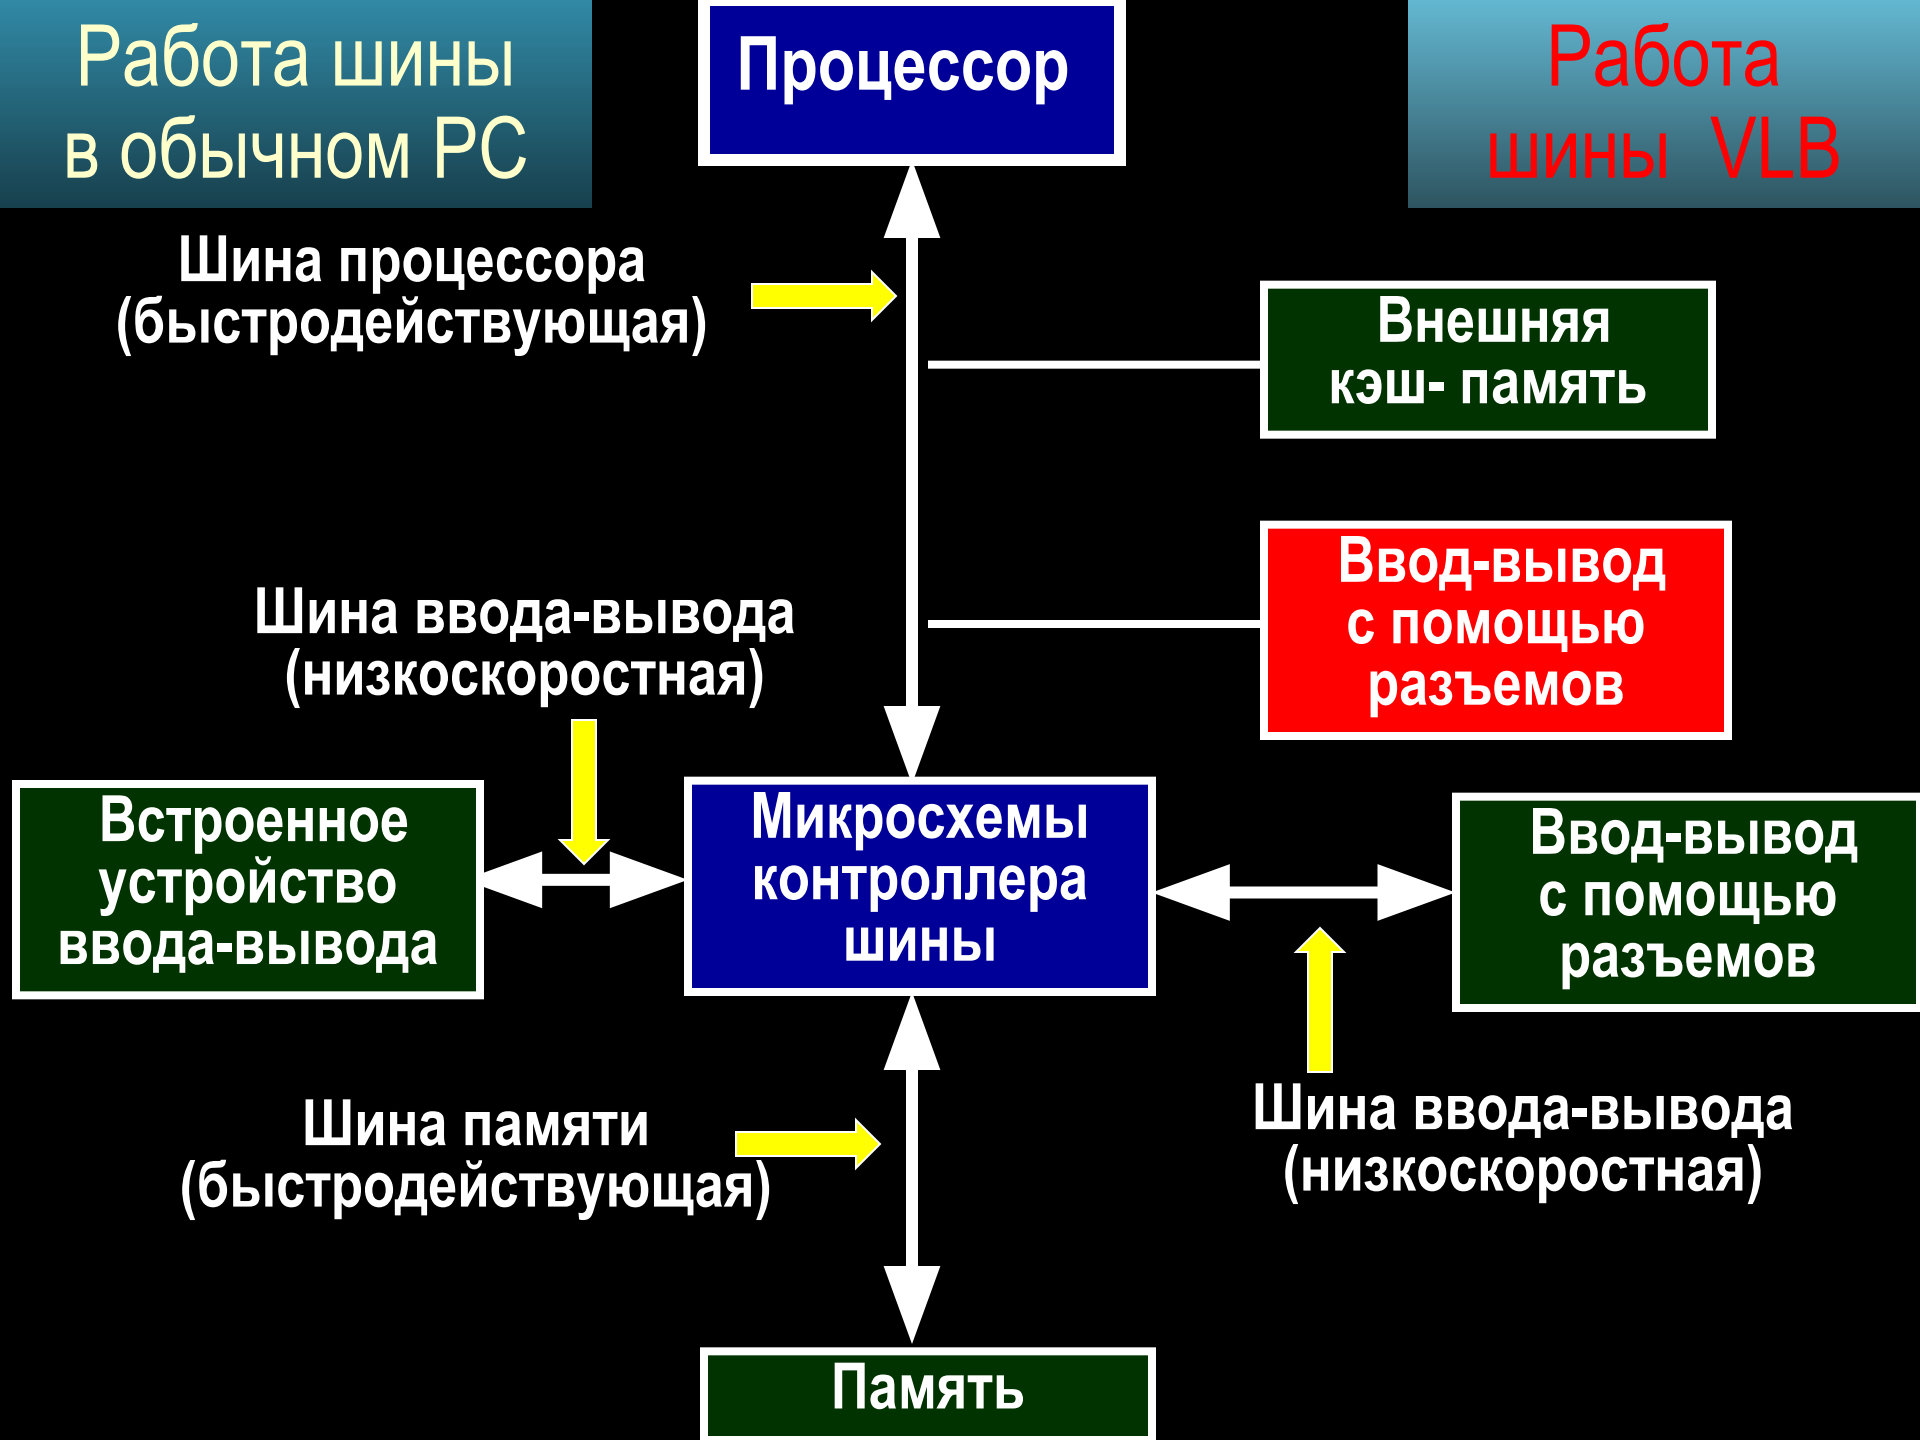 Работа шины
в обычном PC
Процессор
Работа
шины VLB
Шина процессора
(быстродействующая)
Внешняя
кэш- память
Ввод-вывод
с помощью
разъемов
Шина ввода-вывода
(низкоскоростная)
Встроенное
устройство
ввода-вывода
Микросхемы
контроллера
шины
Ввод-вывод
с помощью
разъемов
Шина памяти
(быстродействующая)
Шина ввода-вывода
(низкоскоростная)
Память